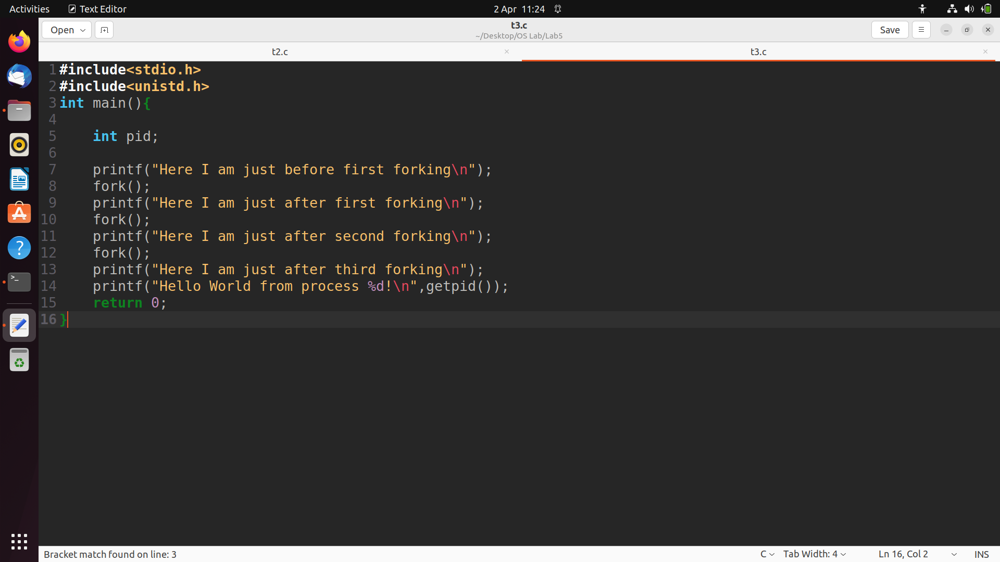 Activities
Text Editor
2 Apr 11:24
Open
t3.c
~/Desktop/OS Lab/Lab5
Save
t2.c
t3.c
1 #include<stdio.h>
2 #include<unistd.h>
3 int main(){
4
5     int pid;
6
7     printf("Here I am just before first forking\n");
8     fork();
9     printf("Here I am just after first forking\n");
10     fork();
11     printf("Here I am just after second forking\n");
12     fork();
13     printf("Here I am just after third forking\n");
14     printf("Hello World from process %d!\n",getpid());
15     return 0;
16 }
Bracket match found on line: 3
C
Tab Width: 4
Ln 16, Col 2
INS